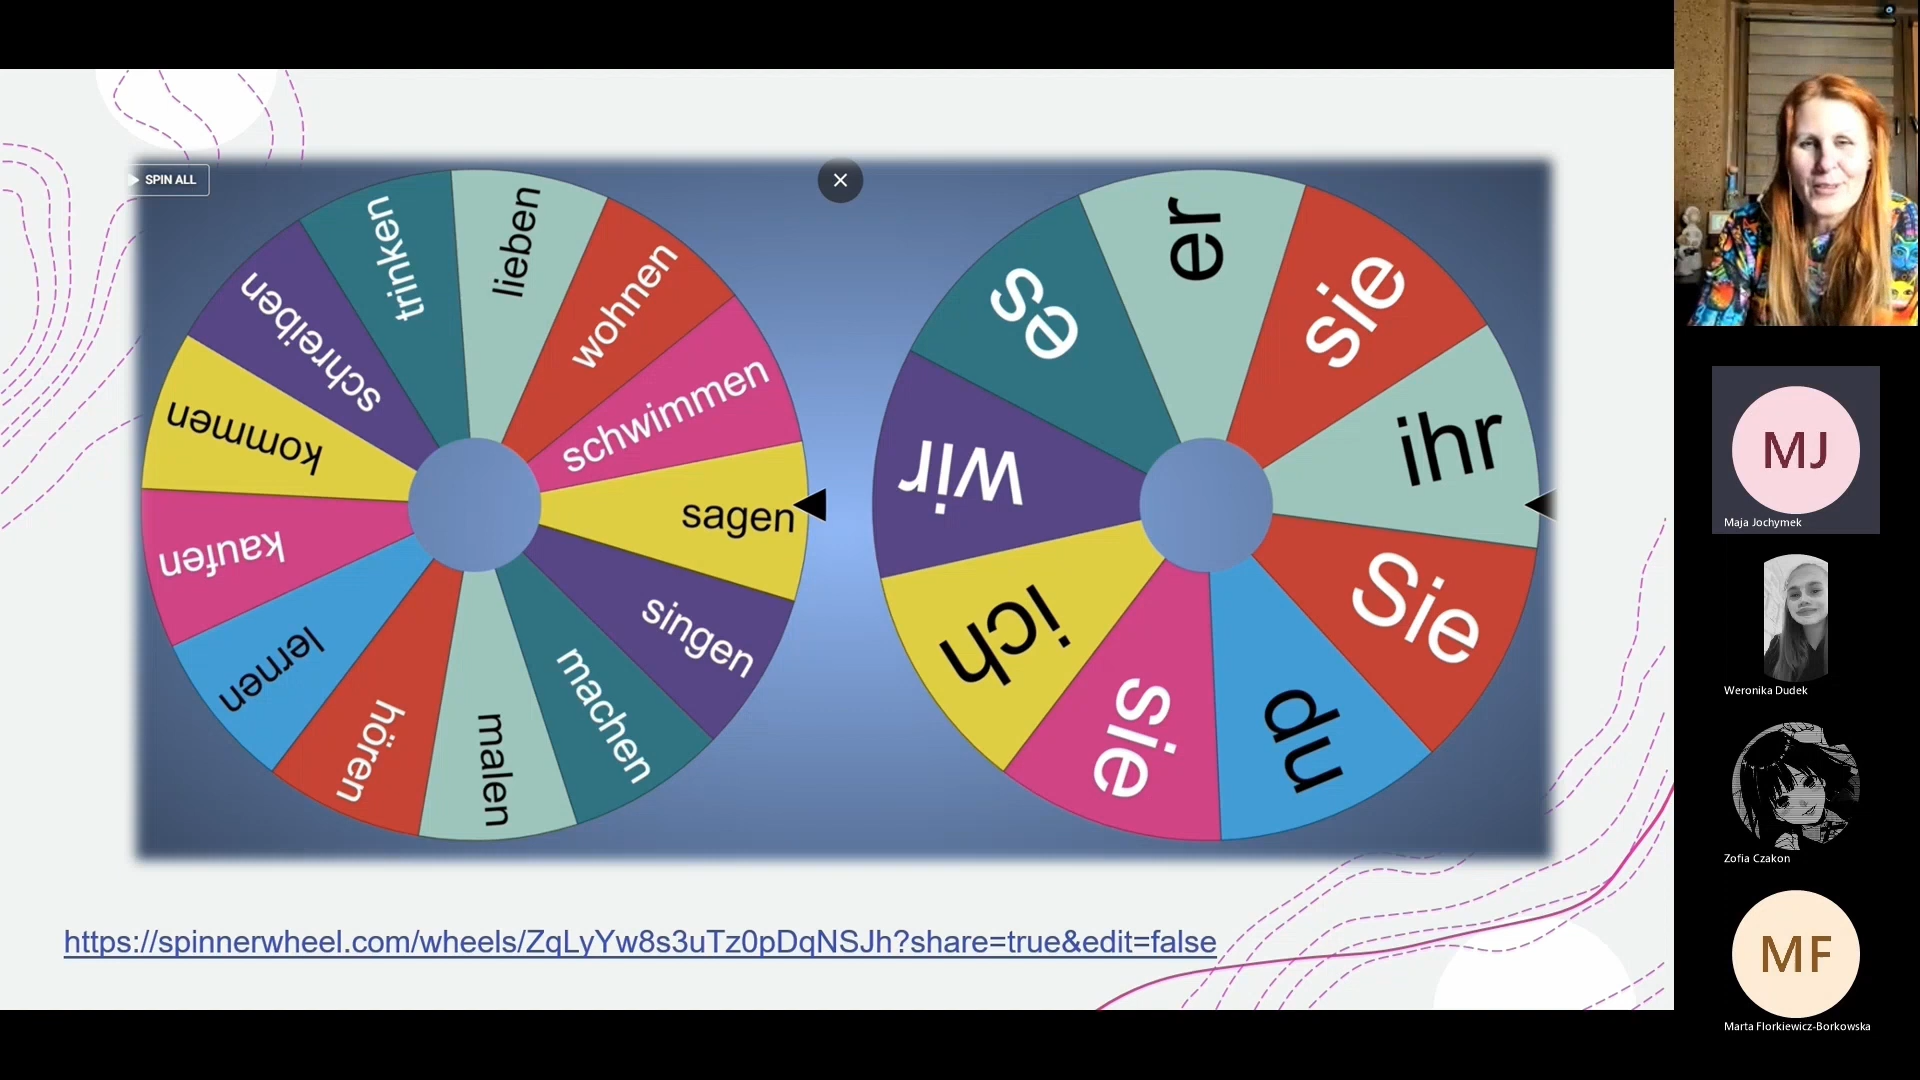 SPIN ALL
lieben
wohnen
schwimmen
sagen
singen
machen
malen
hören
lernen
kaufen
kommen
schreiben
trinken
er
sie
ihr
Sie
du
sie
ich
wir
es
https://spinnerwheel.com/wheels/ZqLyYw8s3uTz0pDqNSJh?share=true&edit=false
MJ
Maja Jochymek
Weronika Dudek
Zofia Czakon
MF
Marta Florkiewicz-Borkowska